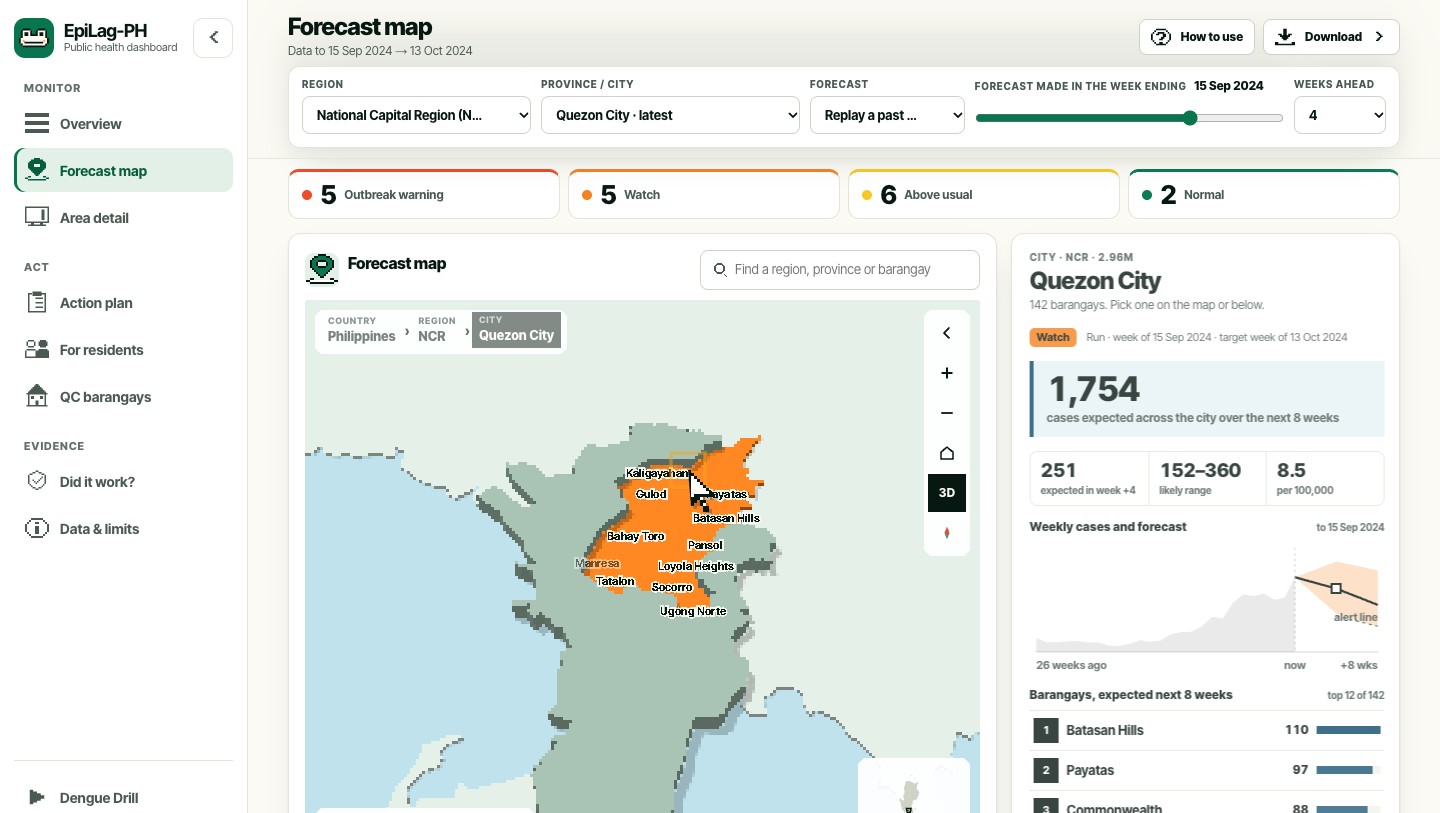 EpiLag-PH
Public health dashboard
MONITOR
Overview
Forecast map
Area detail
ACT
Action plan
For residents
QC barangays
EVIDENCE
Did it work?
Data & limits
Dengue Drill
Forecast map
Data to 15 Sep 2024 → 13 Oct 2024
How to use
Download
REGION
National Capital Region (N...
PROVINCE / CITY
Quezon City · latest
FORECAST
Replay a past ...
FORECAST MADE IN THE WEEK ENDING 15 Sep 2024
WEEKS AHEAD
4
5 Outbreak warning
5 Watch
6 Above usual
2 Normal
Forecast map
Find a region, province or barangay
COUNTRY
Philippines
REGION
NCR
CITY
Quezon City
3D
Kaligayahan
Gulod
ayatas
Batasan Hills
Bahay Toro
Pansol
Manresa
Loyola Heights
Tatalon
Socorro
Ugong Norte
CITY · NCR · 2.96M
Quezon City
142 barangays. Pick one on the map or below.
Watch
Run · week of 15 Sep 2024 · target week of 13 Oct 2024
1,754
cases expected across the city over the next 8 weeks
251
expected in week +4
152–360
likely range
8.5
per 100,000
Weekly cases and forecast
to 15 Sep 2024
alert line
26 weeks ago
now
+8 wks
Barangays, expected next 8 weeks
top 12 of 142
1 Batasan Hills 110
2 Payatas 97
3 Commonwealth 88